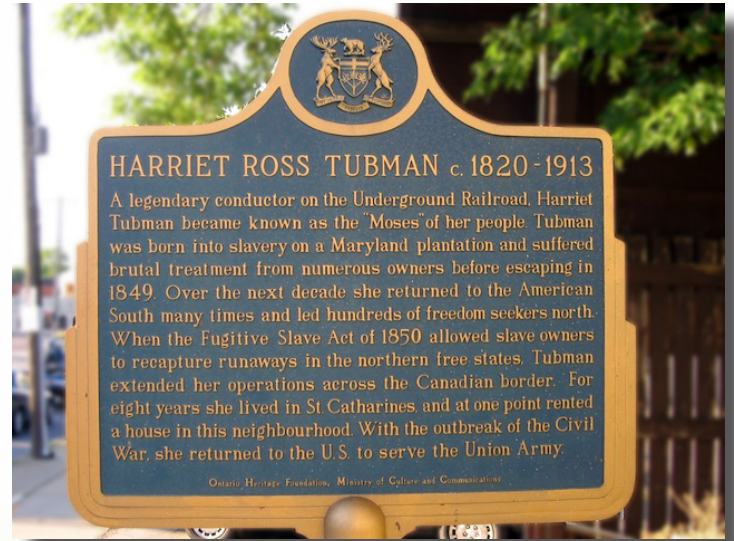 HARRIET ROSS TUBMAN c. 1820-1913
A legendary conductor on the Underground Railroad, Harriet
Tubman became known as the "Moses" of her people. Tubman
was born into slavery on a Maryland plantation and suffered
brutal treatment from numerous owners before escaping in
1849. Over the next decade she returned to the American
South many times and led hundreds of freedom seekers north.
When the Fugitive Slave Act of 1850 allowed slave owners
to recapture runaways in the northern free states, Tubman
extended her operations across the Canadian border. For
eight years she lived in St. Catharines, and at one point rented
a house in this neighbourhood. With the outbreak of the Civil
War, she returned to the U.S. to serve the Union Army.
Ontario Heritage Foundation, Ministry of Culture and Communications